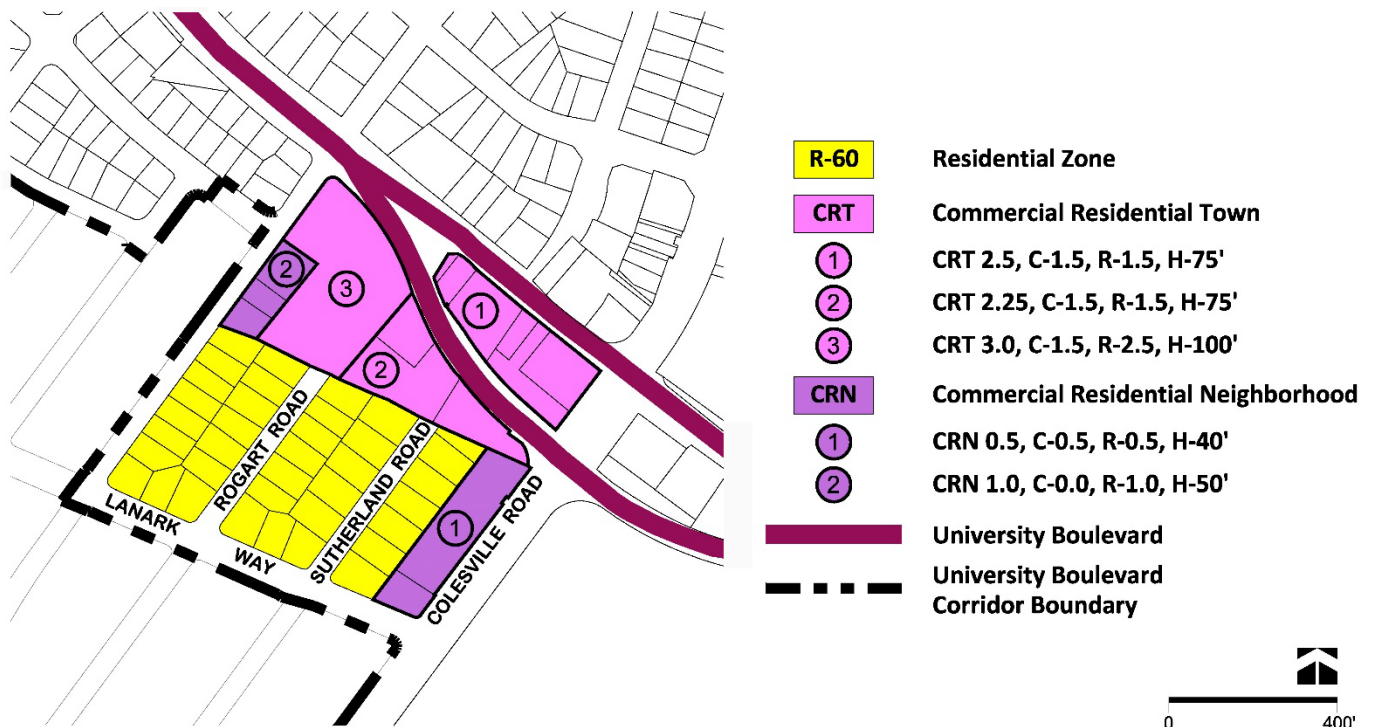 2
3
1
2
1
ROGART ROAD
SUTHERLAND ROAD
COLESVILLE ROAD
LANARK
WAY
R-60 Residential Zone
CRT Commercial Residential Town
1 CRT 2.5, C-1.5, R-1.5, H-75'
2 CRT 2.25, C-1.5, R-1.5, H-75'
3 CRT 3.0, C-1.5, R-2.5, H-100'
CRN Commercial Residential Neighborhood
1 CRN 0.5, C-0.5, R-0.5, H-40'
2 CRN 1.0, C-0.0, R-1.0, H-50'
University Boulevard
University Boulevard
Corridor Boundary
0 400'